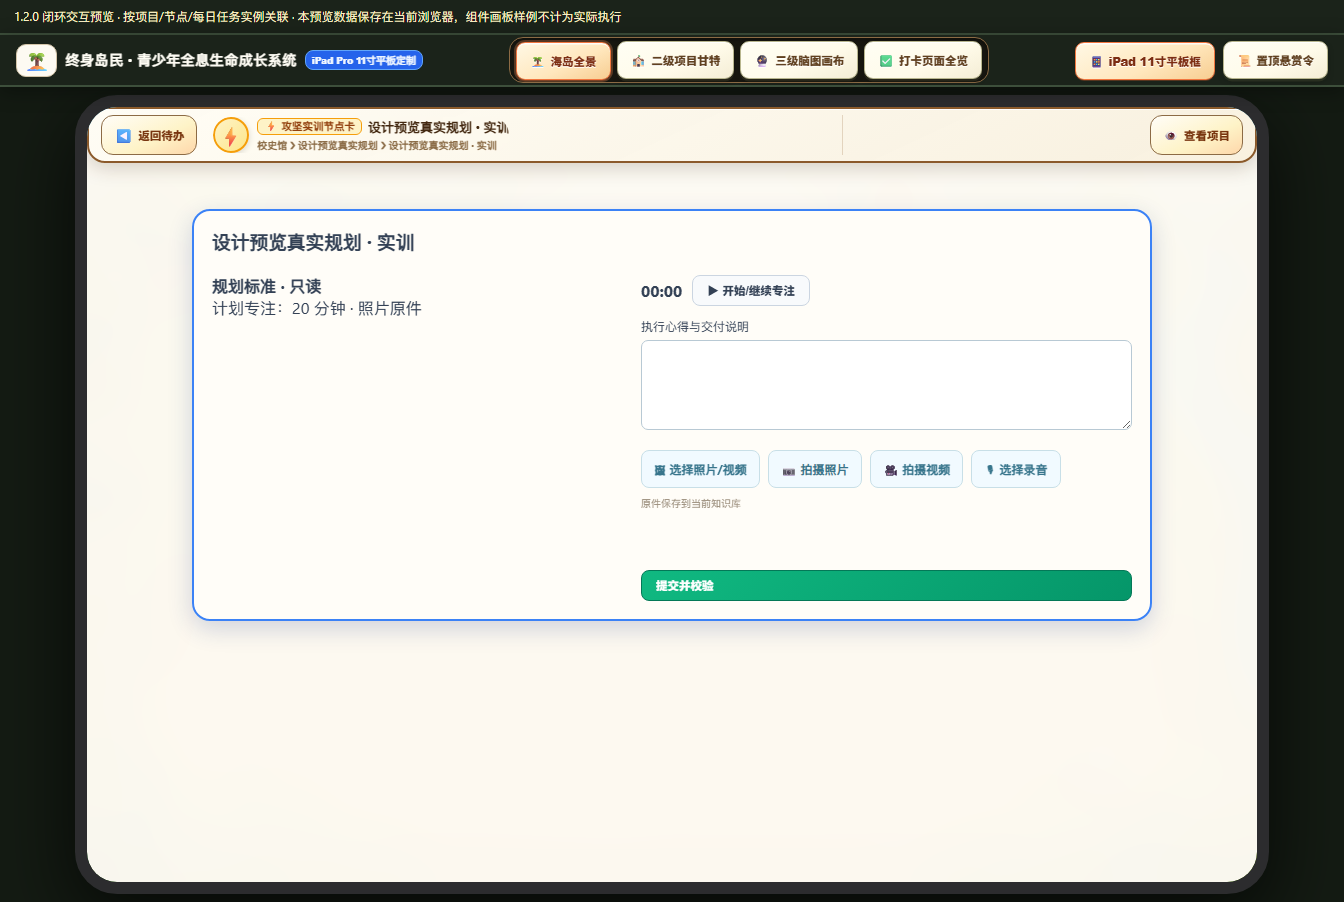 1.2.0 闭环交互预览 · 按项目/节点/每日任务实例关联 · 本预览数据保存在当前浏览器，组件画板样例不计为实际执行
终身岛民 · 青少年全息生命成长系统
iPad Pro 11寸平板定制
海岛全景
二级项目甘特
三级脑图画布
打卡页面全览
iPad 11寸平板框
置顶悬赏令
返回待办
攻坚实训节点卡
设计预览真实规划 · 实训
校史馆 › 设计预览真实规划 › 设计预览真实规划 · 实训
查看项目
设计预览真实规划 · 实训
规划标准 · 只读
计划专注：20 分钟 · 照片原件
00:00
▶ 开始/继续专注
执行心得与交付说明
选择照片/视频
拍摄照片
拍摄视频
选择录音
原件保存到当前知识库
提交并校验